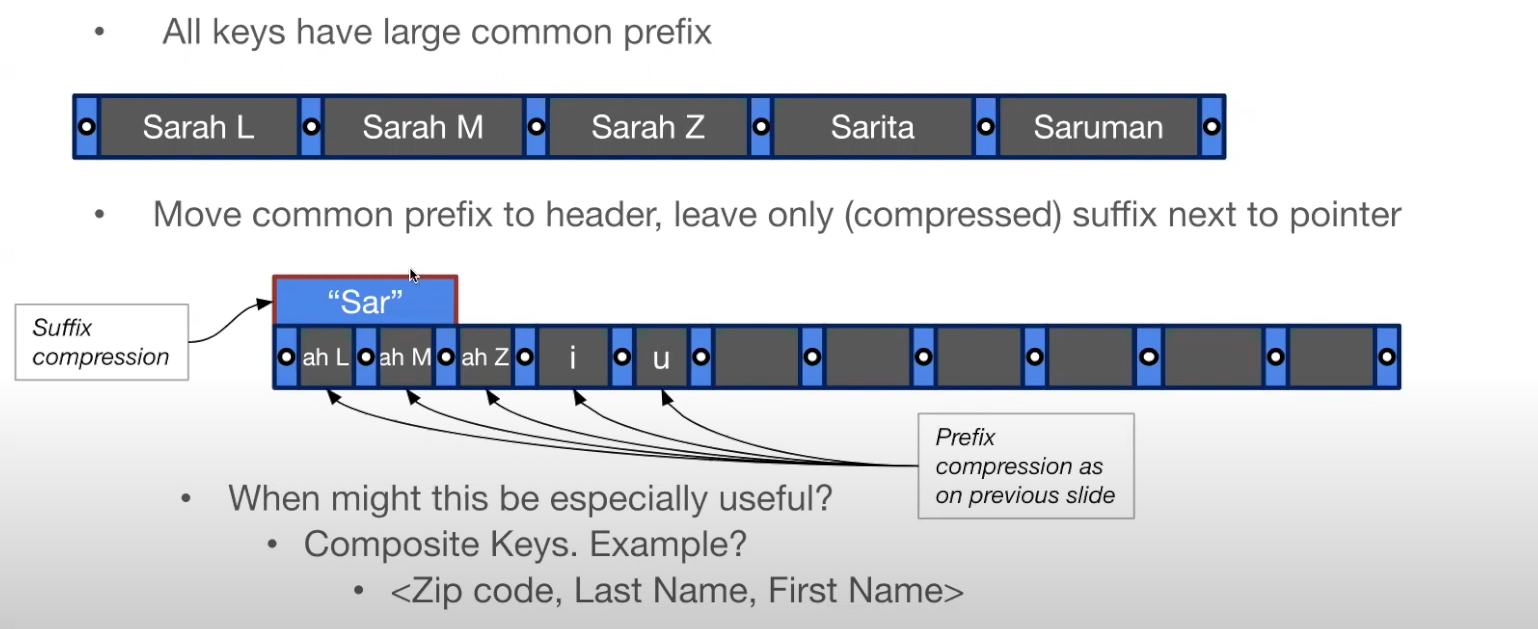 All keys have large common prefix
Sarah L Sarah M Sarah Z Sarita Saruman
Move common prefix to header, leave only (compressed) suffix next to pointer
“Sar”
Suffix
compression
ah L ah M ah Z i u
Prefix
compression as
on previous slide
When might this be especially useful?
Composite Keys. Example?
<Zip code, Last Name, First Name>